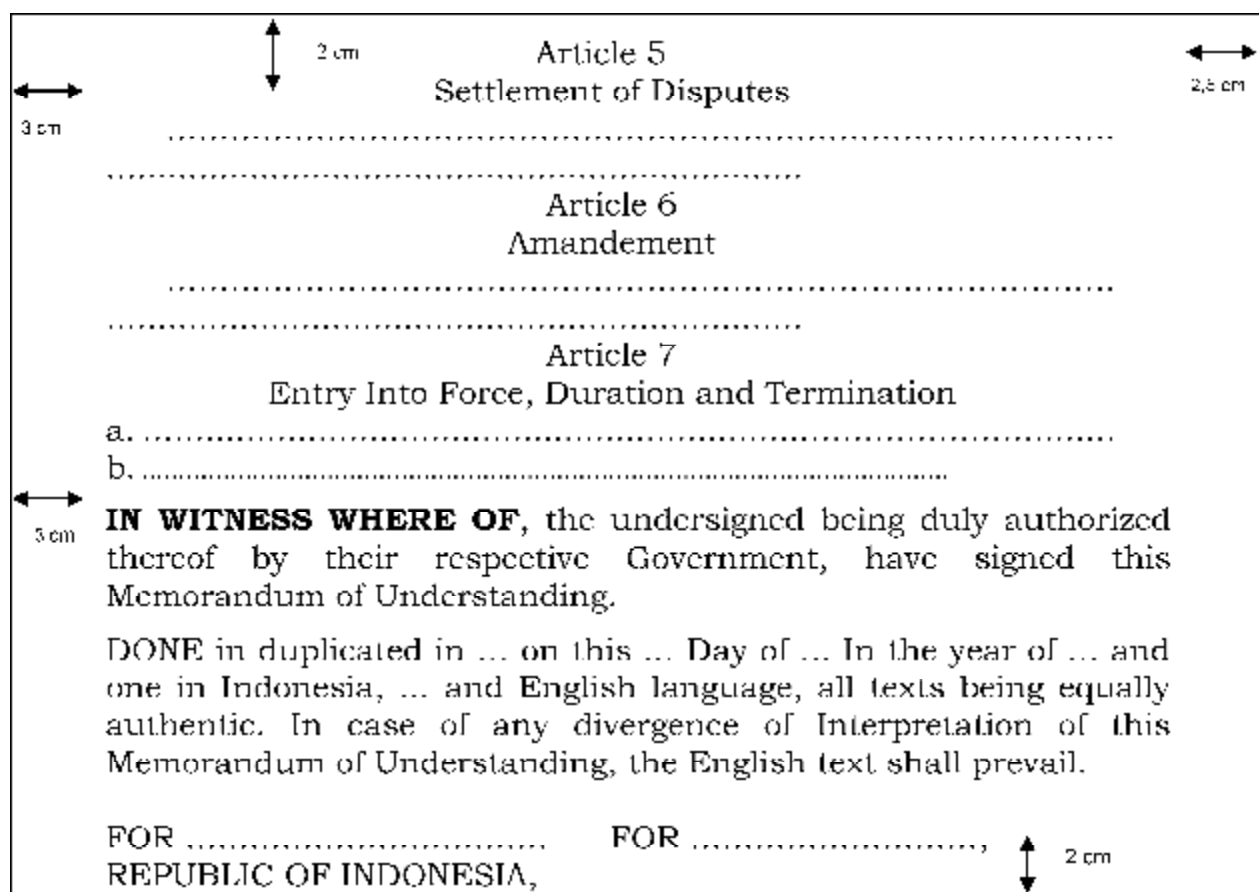 2 cm
Article 5
Settlement of Disputes
2,5 cm
3 cm
................................................................................
............................................................
Article 6
Amandement
................................................................................
............................................................
Article 7
Entry Into Force, Duration and Termination
a. ................................................................................
b. ................................................................................
IN WITNESS WHERE OF, the undersigned being duly authorized
3 cm
thereof by their respective Government, have signed this
Memorandum of Understanding.
DONE in duplicated in ... on this ... Day of ... In the year of ... and
one in Indonesia, ... and English language, all texts being equally
authentic. In case of any divergence of Interpretation of this
Memorandum of Understanding, the English text shall prevail.
FOR ................................ FOR ..........................,
2 cm
REPUBLIC OF INDONESIA,